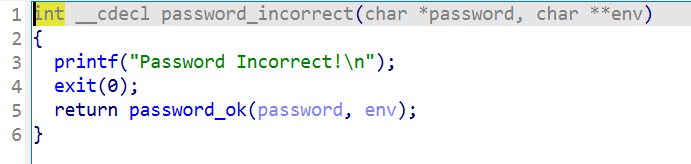 1 int __cdecl password_incorrect(char *password, char **env)
2 {
3   printf("Password Incorrect!\n");
4   exit(0);
5   return password_ok(password, env);
6 }